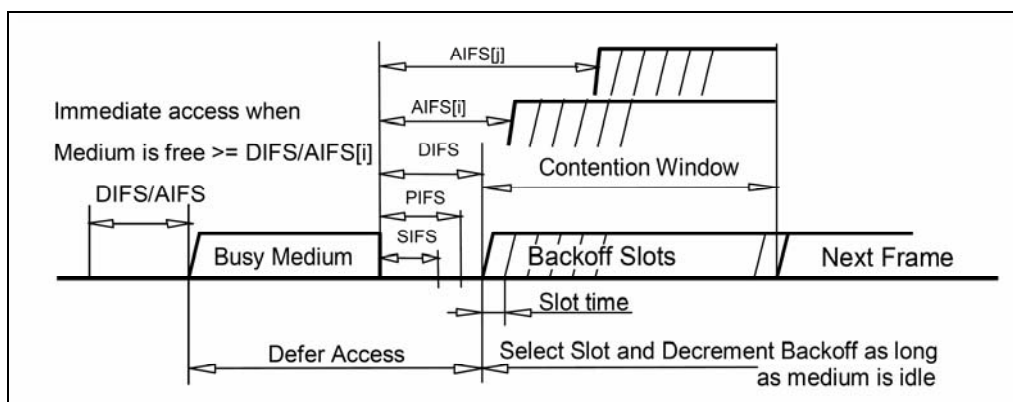 AIFS[j]
Immediate access when
AIFS[i]
Medium is free >= DIFS/AIFS[i]
DIFS
Contention Window
DIFS/AIFS
PIFS
SIFS
Busy Medium
Backoff Slots
Next Frame
Slot time
Defer Access
Select Slot and Decrement Backoff as long
as medium is idle